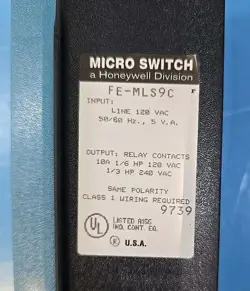 MICRO SWITCH
a Honeywell Division
FE-MLS9C
F
INPUT:
LINE 120 VAC
50/60 Hz., 5 V.A.
OUTPUT: RELAY CONTACTS
10A 1/6 HP 120 VAC
1/3 HP 240 VAC
SAME POLARITY
CLASS 1 WIRING REQUIRED
9739
UL
LISTED
IND. CONT. EQ.
U.S.A.